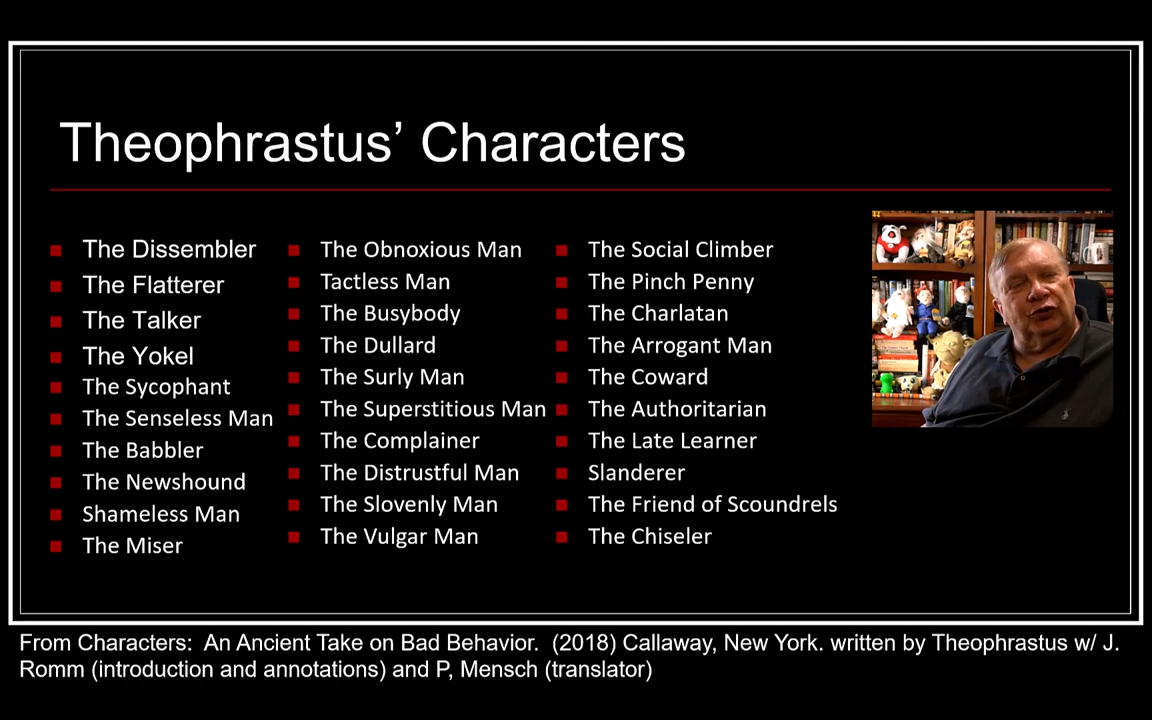 Theophrastus’ Characters
The Dissembler
The Flatterer
The Talker
The Yokel
The Sycophant
The Senseless Man
The Babbler
The Newshound
Shameless Man
The Miser
The Obnoxious Man
Tactless Man
The Busybody
The Dullard
The Surly Man
The Superstitious Man
The Complainer
The Distrustful Man
The Slovenly Man
The Vulgar Man
The Social Climber
The Pinch Penny
The Charlatan
The Arrogant Man
The Coward
The Authoritarian
The Late Learner
Slanderer
The Friend of Scoundrels
The Chiseler
From Characters: An Ancient Take on Bad Behavior. (2018) Callaway, New York. written by Theophrastus w/ J.
Romm (introduction and annotations) and P, Mensch (translator)